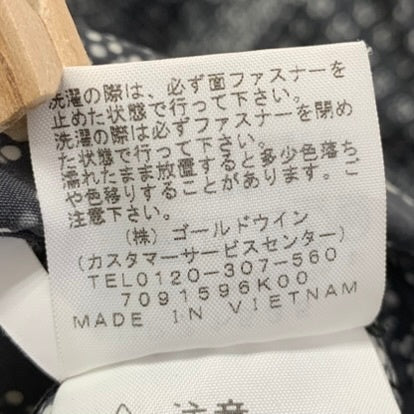 洗濯の際は、必ず面ファスナーを
止めた状態で行って下さい。
洗濯の際は必ずファスナーを閉め
た状態で行って下さい。
濡れたまま放置すると多少色落ち
や色移りすることがあります。ご
注意下さい。
(株) ゴールドウイン
(カスタマーサービスセンター)
TEL0120-307-560
7091596K00
MADE IN VIETNAM
注意